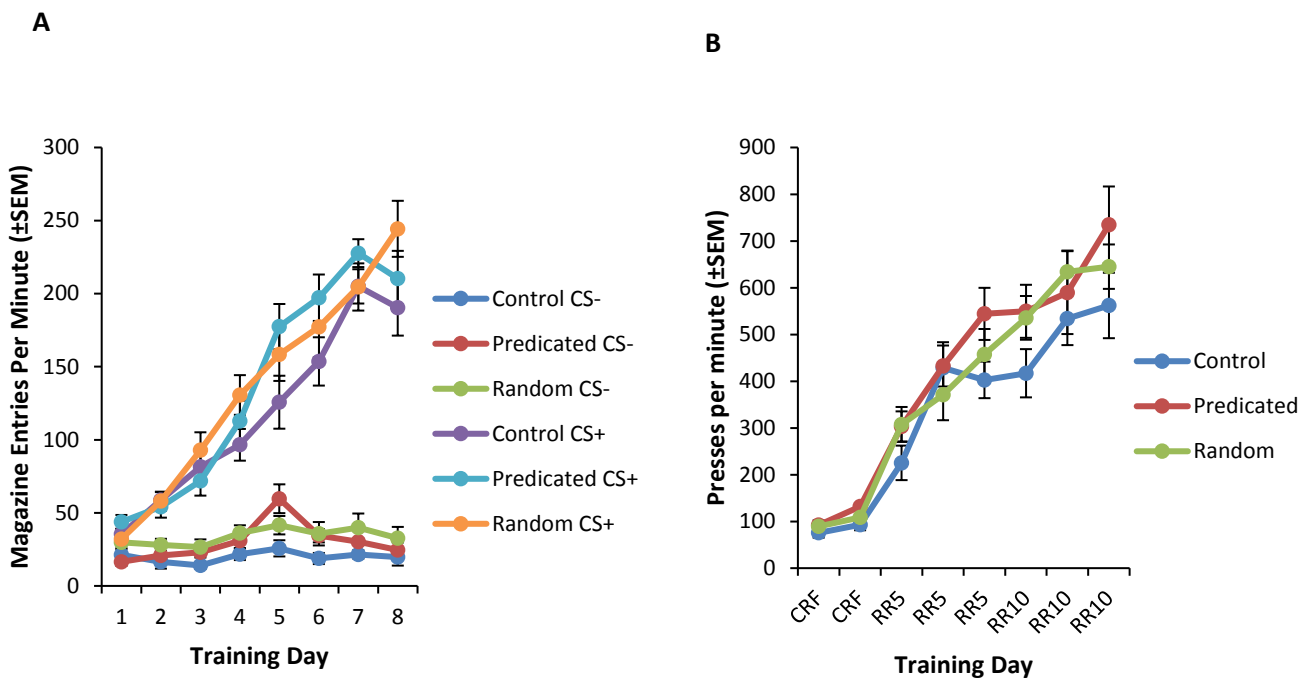 A
Magazine Entries Per Minute (±SEM)
300
250
200
150
100
50
0
1 2 3 4 5 6 7 8
Training Day
Control CS-
Predicated CS-
Random CS-
Control CS+
Predicated CS+
Random CS+
B
Presses per minute (±SEM)
900
800
700
600
500
400
300
200
100
0
CRF CRF RR5 RR5 RR5 RR10 RR10 RR10
Training Day
Control
Predicated
Random